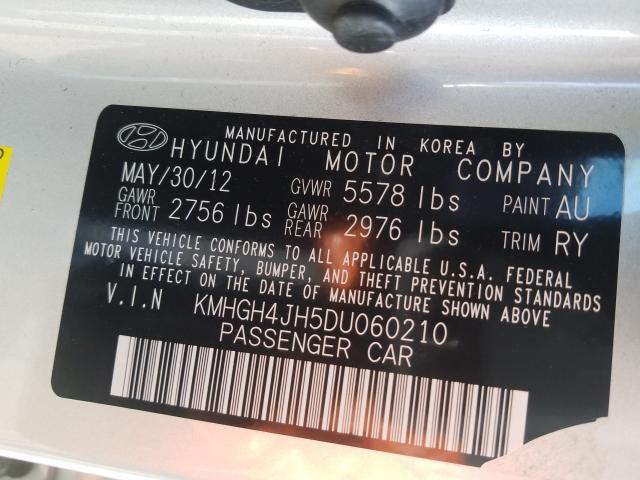 MANUFACTURED IN KOREA BY
HYUNDAI MOTOR COMPANY
MAY/30/12 GVWR 5578 lbs PAINT AU
GAWR FRONT 2756 lbs GAWR REAR 2976 lbs TRIM RY
THIS VEHICLE CONFORMS TO ALL APPLICABLE U.S.A. FEDERAL
MOTOR VEHICLE SAFETY, BUMPER, AND THEFT PREVENTION STANDARDS
IN EFFECT ON THE DATE OF MANUFACTURE SHOWN ABOVE
V.I.N KMHGH4JH5DU060210
PASSENGER CAR